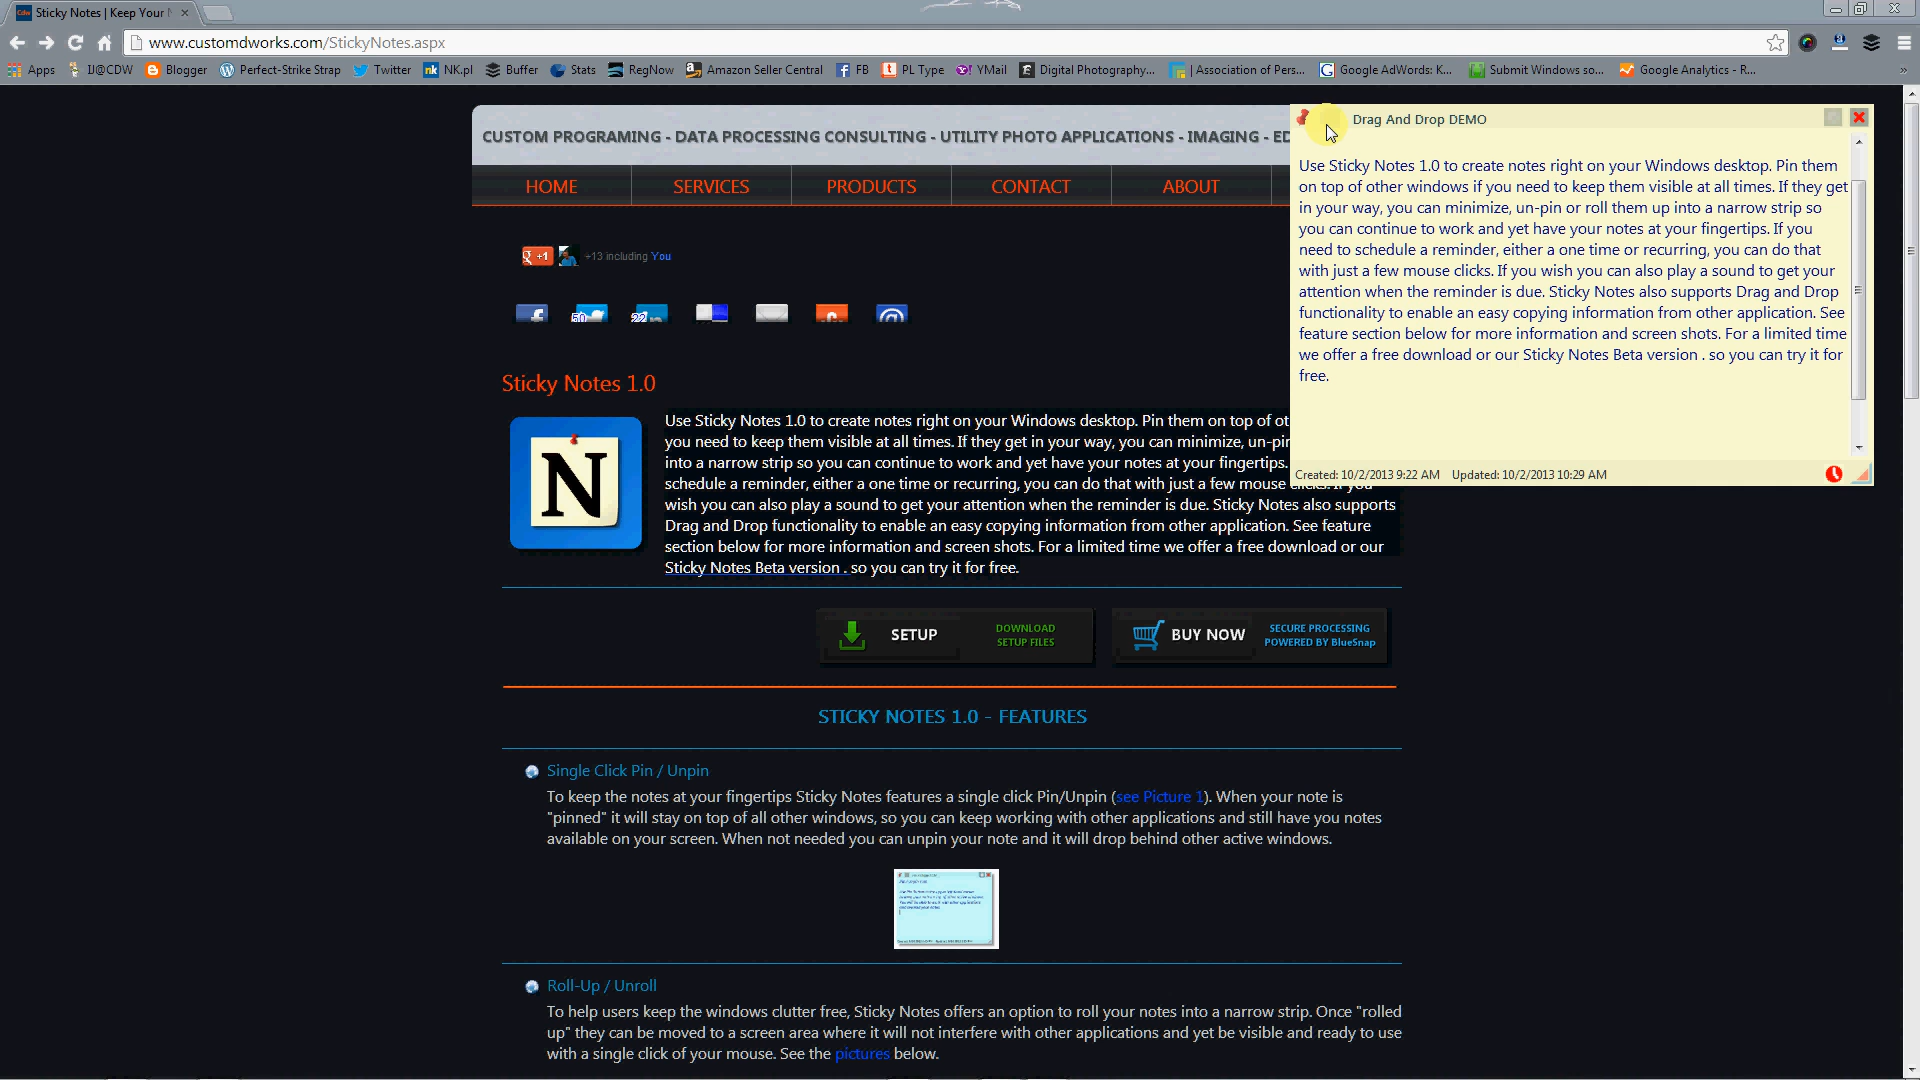 Sticky Notes | Keep Your N
www.customdworks.com/StickyNotes.aspx
Apps IJ@CDW Blogger Perfect-Strike Strap Twitter NK.pl Buffer Stats RegNow Amazon Seller Central FB PL Type YMail Digital Photography... | Association of Pers... Google AdWords: K... Submit Windows so... Google Analytics - R... »
CUSTOM PROGRAMING - DATA PROCESSING CONSULTING - UTILITY PHOTO APPLICATIONS - IMAGING - ED
HOME SERVICES PRODUCTS CONTACT ABOUT
+1 +13 including You
50 22
Sticky Notes 1.0
N
Use Sticky Notes 1.0 to create notes right on your Windows desktop. Pin them on top of ot
you need to keep them visible at all times. If they get in your way, you can minimize, un-pin
into a narrow strip so you can continue to work and yet have your notes at your fingertips.
schedule a reminder, either a one time or recurring, you can do that with just a few mouse clicks. If you
wish you can also play a sound to get your attention when the reminder is due. Sticky Notes also supports
Drag and Drop functionality to enable an easy copying information from other application. See feature
section below for more information and screen shots. For a limited time we offer a free download or our
Sticky Notes Beta version . so you can try it for free.
SETUP DOWNLOAD SETUP FILES
BUY NOW SECURE PROCESSING POWERED BY BlueSnap
STICKY NOTES 1.0 - FEATURES
Single Click Pin / Unpin
To keep the notes at your fingertips Sticky Notes features a single click Pin/Unpin (see Picture 1). When your note is
"pinned" it will stay on top of all other windows, so you can keep working with other applications and still have you notes
available on your screen. When not needed you can unpin your note and it will drop behind other active windows.
Roll-Up / Unroll
To help users keep the windows clutter free, Sticky Notes offers an option to roll your notes into a narrow strip. Once "rolled
up" they can be moved to a screen area where it will not interfere with other applications and yet be visible and ready to use
with a single click of your mouse. See the pictures below.
Drag And Drop DEMO
Use Sticky Notes 1.0 to create notes right on your Windows desktop. Pin them
on top of other windows if you need to keep them visible at all times. If they get
in your way, you can minimize, un-pin or roll them up into a narrow strip so
you can continue to work and yet have your notes at your fingertips. If you
need to schedule a reminder, either a one time or recurring, you can do that
with just a few mouse clicks. If you wish you can also play a sound to get your
attention when the reminder is due. Sticky Notes also supports Drag and Drop
functionality to enable an easy copying information from other application. See
feature section below for more information and screen shots. For a limited time
we offer a free download or our Sticky Notes Beta version . so you can try it for
free.
Created: 10/2/2013 9:22 AM Updated: 10/2/2013 10:29 AM